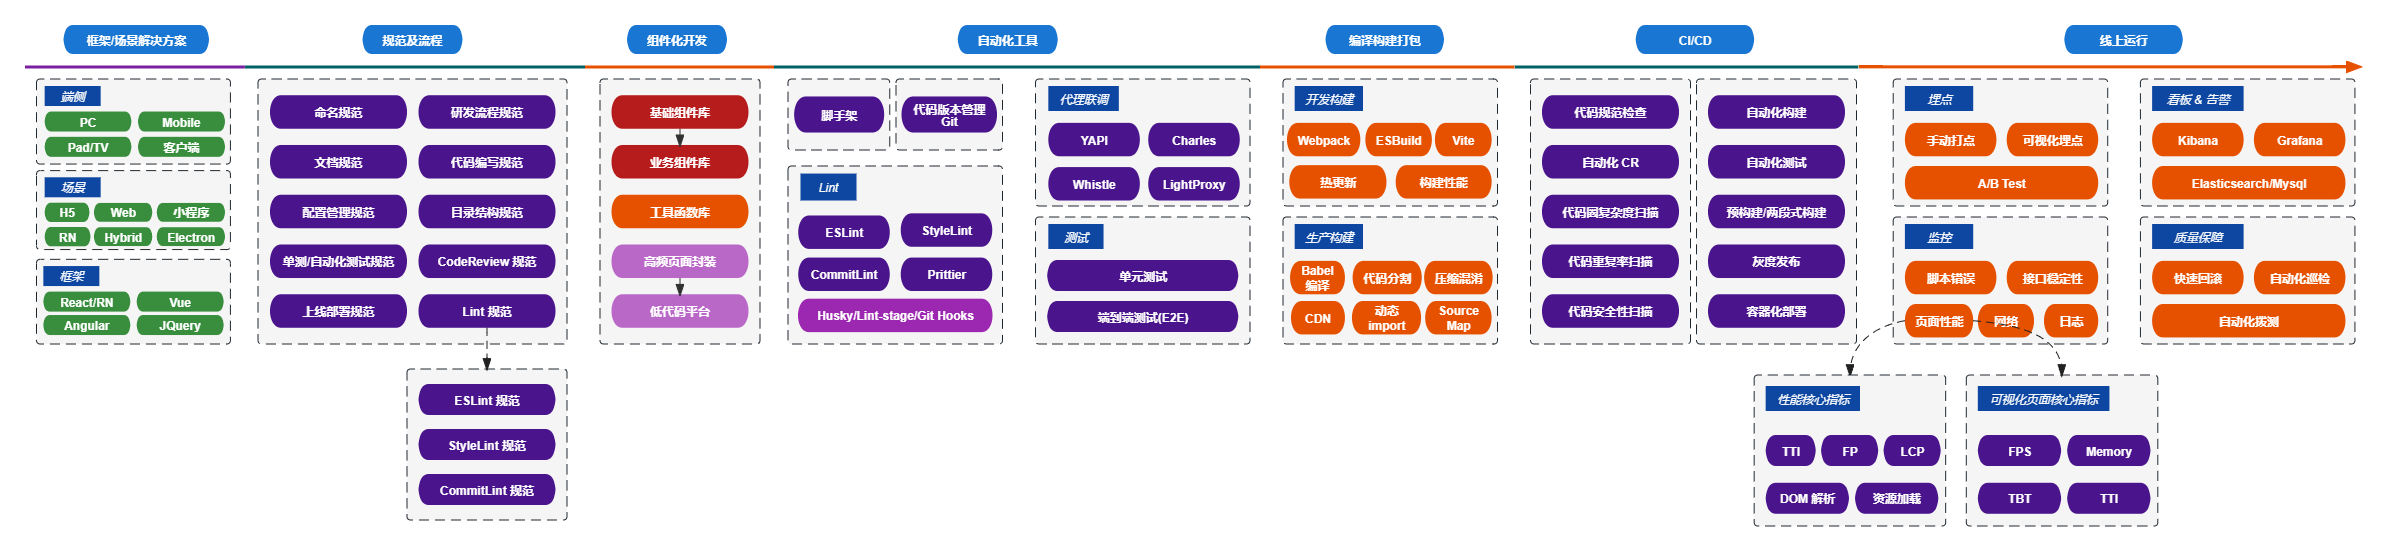 框架/场景解决方案
规范及流程
组件化开发
自动化工具
编译构建打包
CI/CD
线上运行
端侧
PC
Mobile
Pad/TV
客户端
场景
H5
Web
小程序
RN
Hybrid
Electron
框架
React/RN
Vue
Angular
JQuery
命名规范
研发流程规范
文档规范
代码编写规范
配置管理规范
目录结构规范
单测/自动化测试规范
CodeReview 规范
上线部署规范
Lint 规范
ESLint 规范
StyleLint 规范
CommitLint 规范
基础组件库
业务组件库
工具函数库
高频页面封装
低代码平台
脚手架
代码版本管理
Git
Lint
ESLint
StyleLint
CommitLint
Prittier
Husky/Lint-stage/Git Hooks
代理联调
YAPI
Charles
Whistle
LightProxy
测试
单元测试
端到端测试(E2E)
开发构建
Webpack
ESBuild
Vite
热更新
构建性能
生产构建
Babel
编译
代码分割
压缩混淆
CDN
动态
import
Source
Map
代码规范检查
自动化 CR
代码圈复杂度扫描
代码重复率扫描
代码安全性扫描
自动化构建
自动化测试
预构建/两段式构建
灰度发布
容器化部署
埋点
手动打点
可视化埋点
A/B Test
监控
脚本错误
接口稳定性
页面性能
网络
日志
看板 & 告警
Kibana
Grafana
Elasticsearch/Mysql
质量保障
快速回滚
自动化巡检
自动化拨测
性能核心指标
TTI
FP
LCP
DOM 解析
资源加载
可视化页面核心指标
FPS
Memory
TBT
TTI